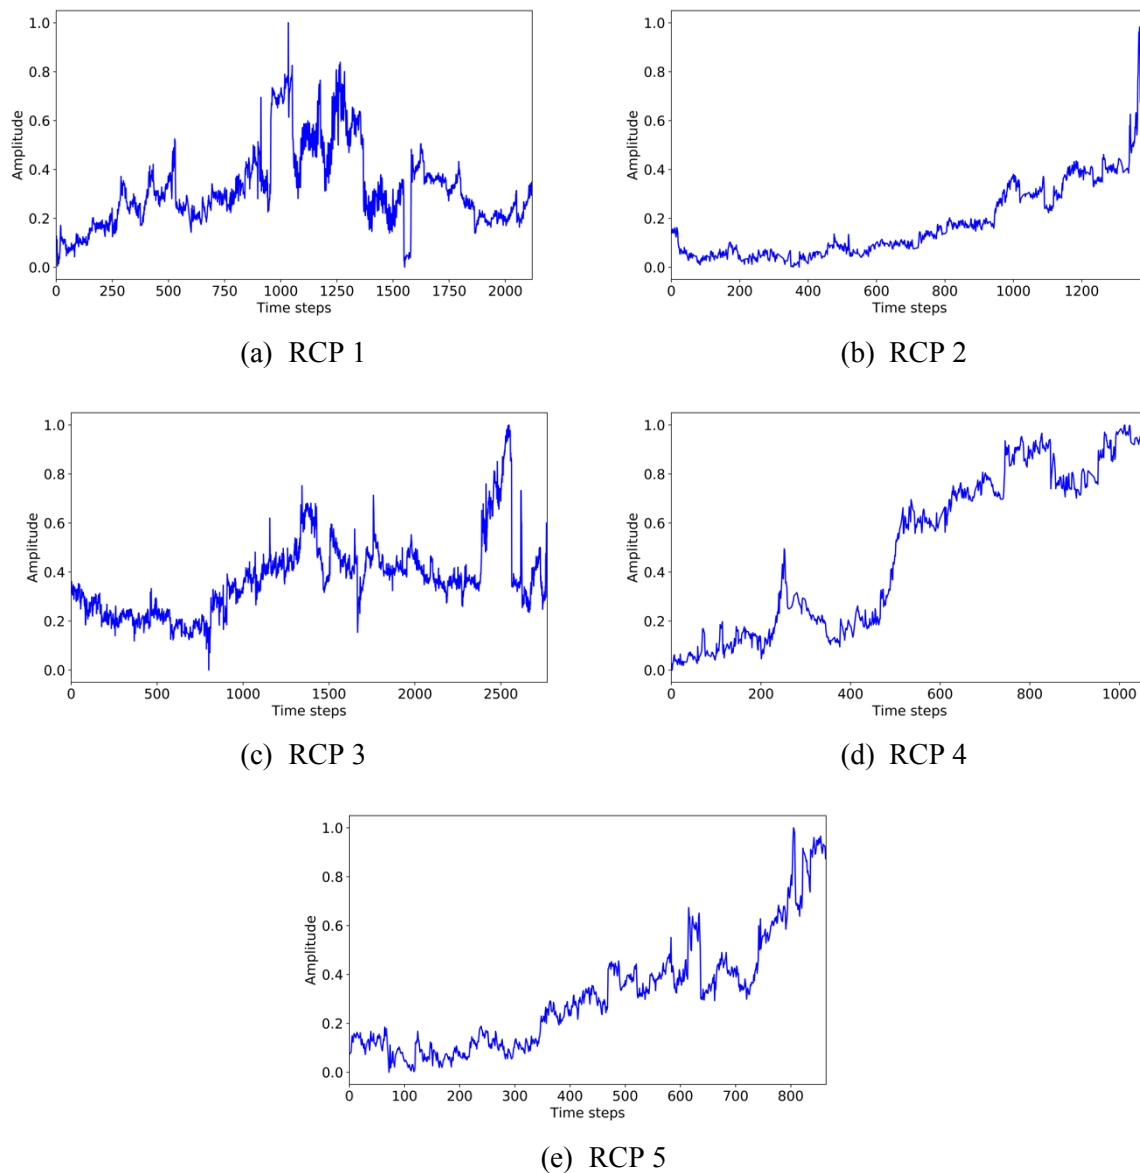 1.0
0.8
0.6
0.4
0.2
0.0
Amplitude
0 250 500 750 1000 1250 1500 1750 2000
Time steps
(a) RCP 1
1.0
0.8
0.6
0.4
0.2
0.0
Amplitude
0 200 400 600 800 1000 1200
Time steps
(b) RCP 2
1.0
0.8
0.6
0.4
0.2
0.0
Amplitude
0 500 1000 1500 2000 2500
Time steps
(c) RCP 3
1.0
0.8
0.6
0.4
0.2
0.0
Amplitude
0 200 400 600 800 1000
Time steps
(d) RCP 4
1.0
0.8
0.6
0.4
0.2
0.0
Amplitude
0 100 200 300 400 500 600 700 800
Time steps
(e) RCP 5